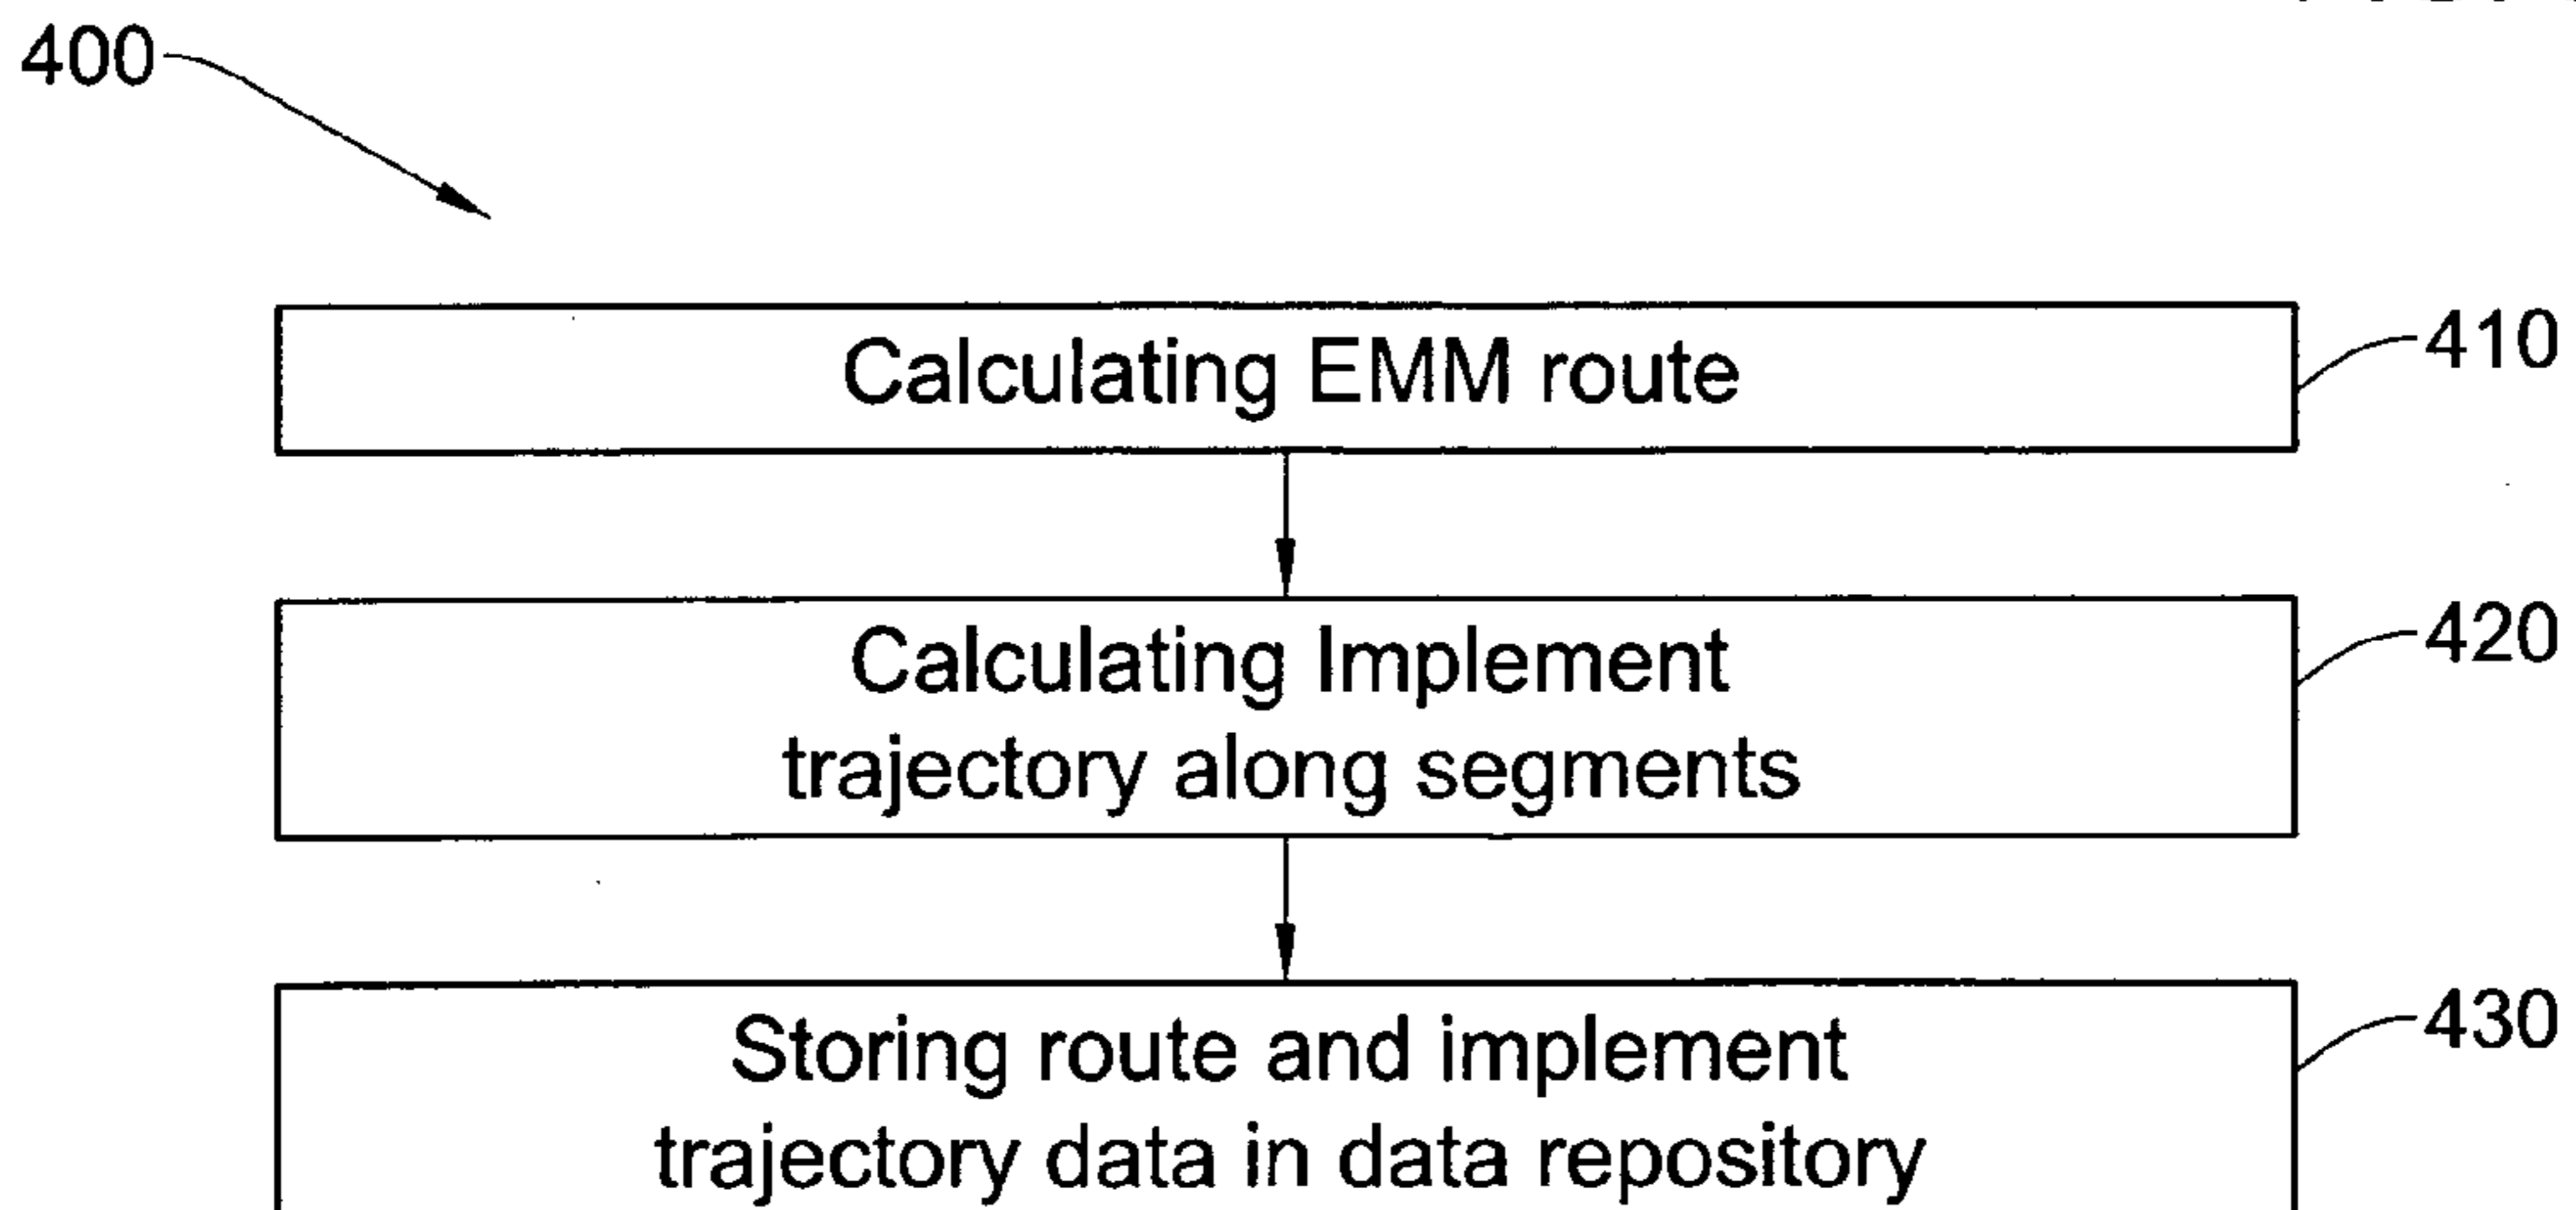 400
Calculating EMM route
410
Calculating Implement
trajectory along segments
420
Storing route and implement
trajectory data in data repository
430